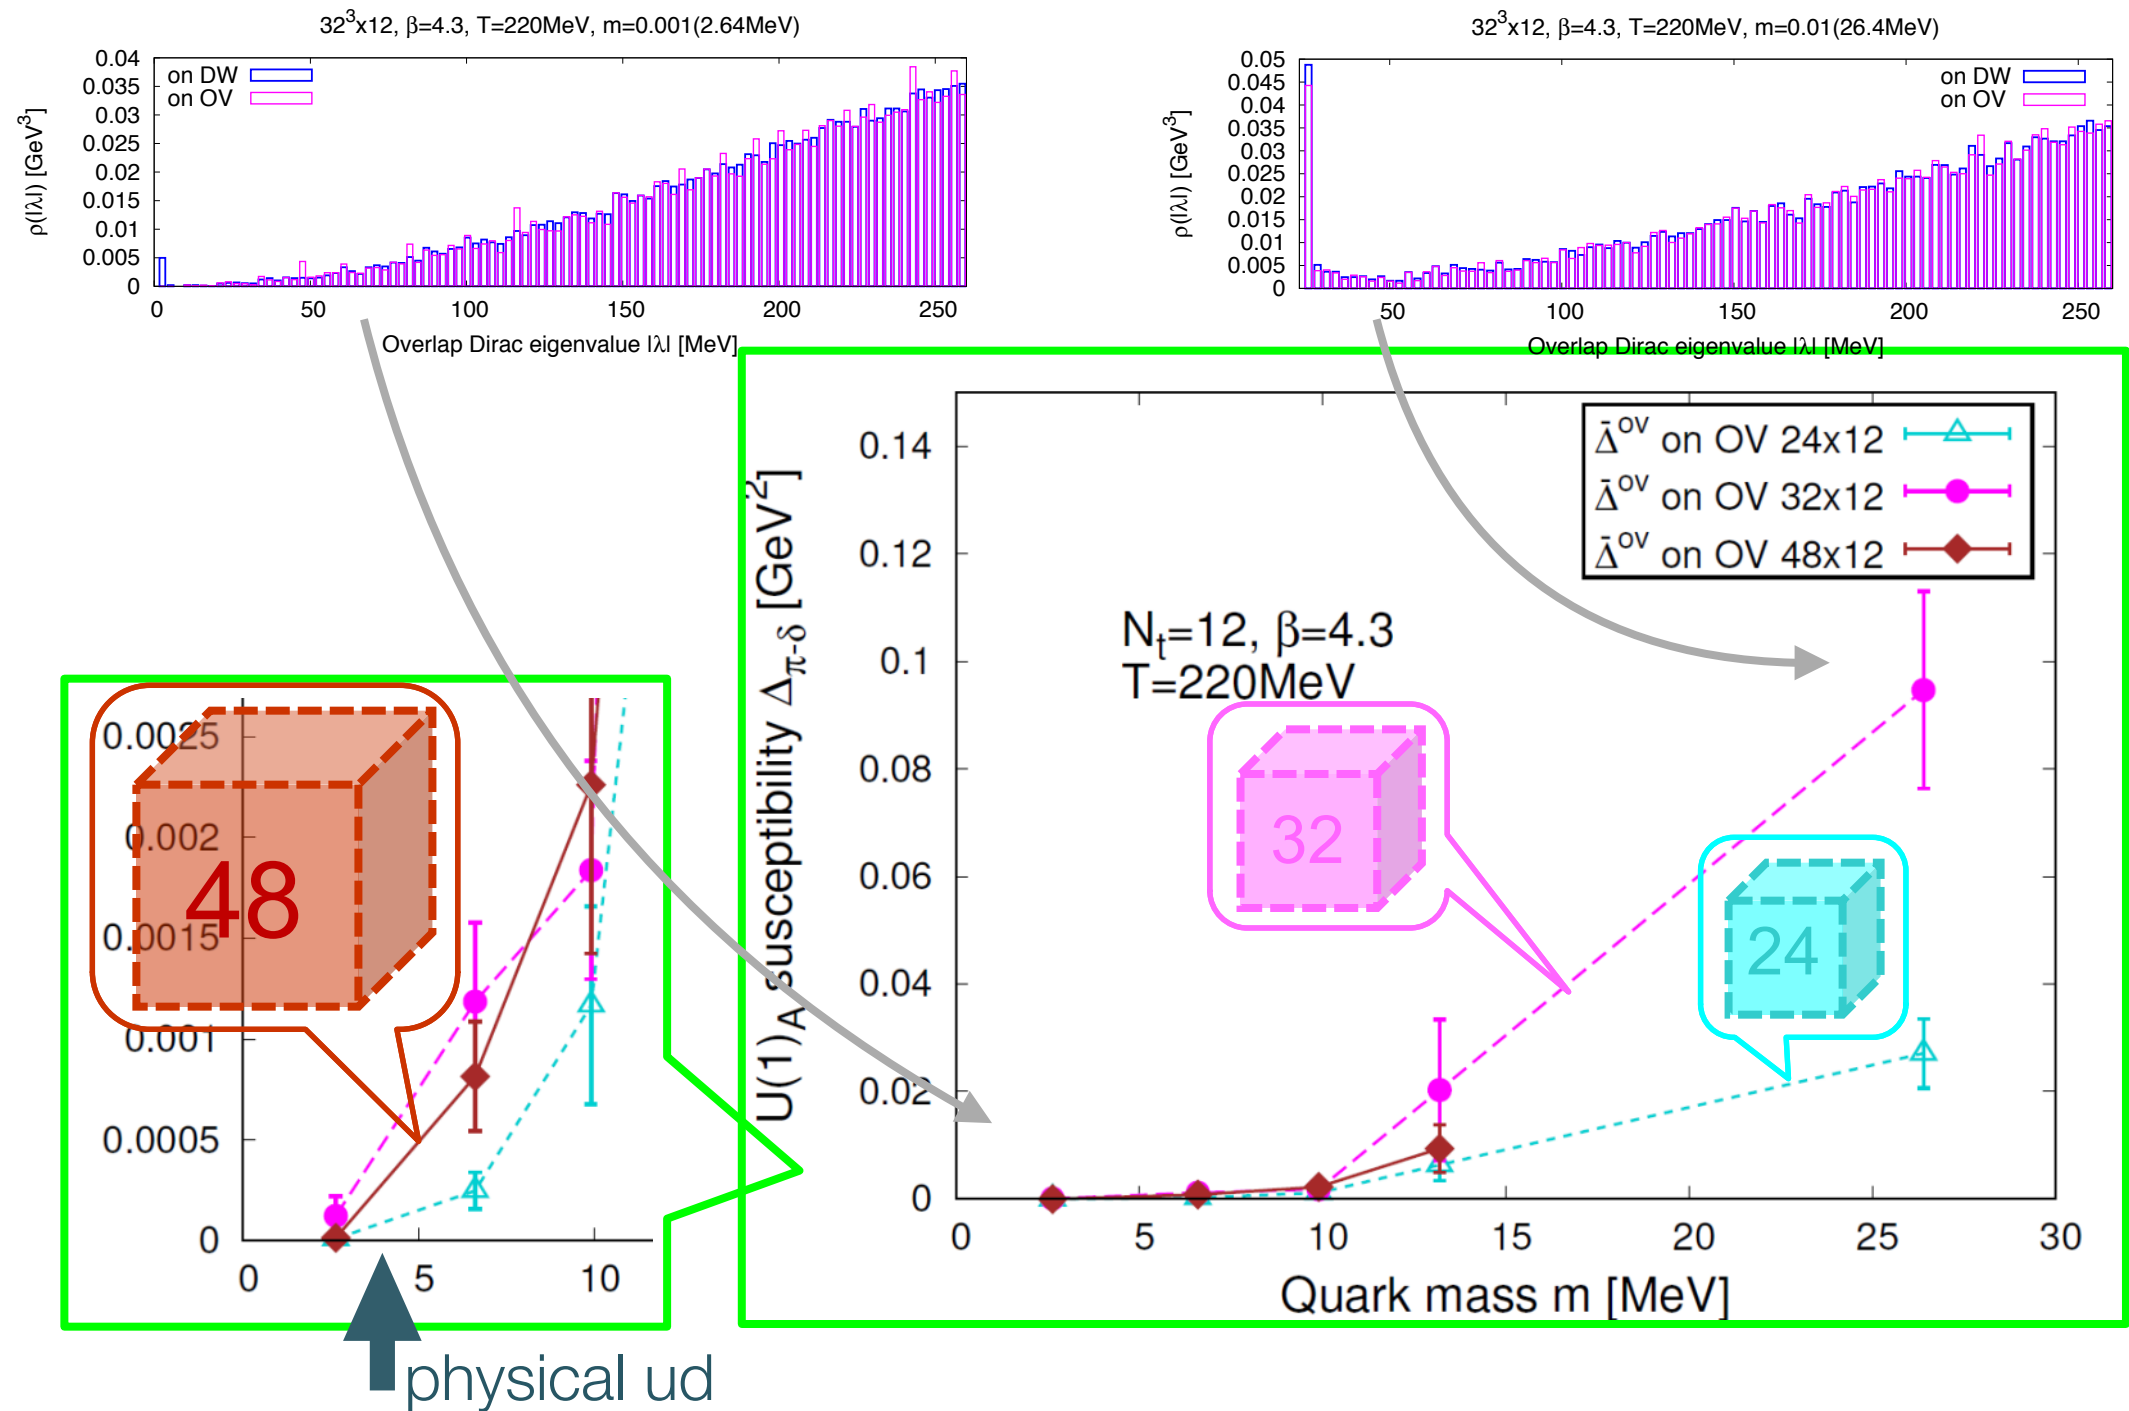 32³x12, β=4.3, T=220MeV, m=0.001(2.64MeV)
0.04
0.035
0.03
0.025
0.02
0.015
0.01
0.005
0
on DW
on OV
ρ(|λ|) [GeV³]
0 50 100 150 200 250
Overlap Dirac eigenvalue |λ| [MeV]
32³x12, β=4.3, T=220MeV, m=0.01(26.4MeV)
0.05
0.045
0.04
0.035
0.03
0.025
0.02
0.015
0.01
0.005
0
on DW
on OV
ρ(|λ|) [GeV³]
50 100 150 200 250
Overlap Dirac eigenvalue |λ| [MeV]
0.14
0.12
0.1
0.08
0.06
0.04
0.02
0
U(1)_A susceptibility Δ_π-δ [GeV²]
Δ̄^OV on OV 24x12
Δ̄^OV on OV 32x12
Δ̄^OV on OV 48x12
N_t=12, β=4.3
T=220MeV
32
24
0 5 10 15 20 25 30
Quark mass m [MeV]
0.0025
0.002
0.0015
0.001
0.0005
0
48
0 5 10
physical ud